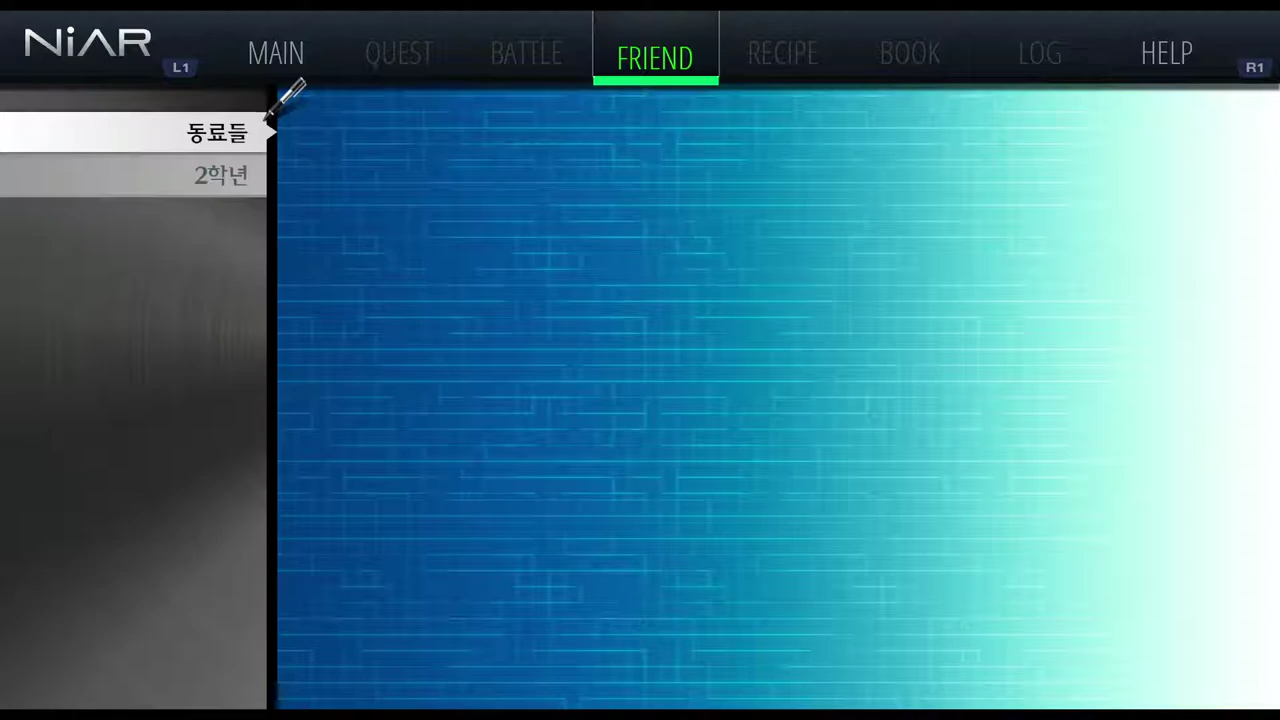 NiAR L1 MAIN QUEST BATTLE FRIEND RECIPE BOOK LOG HELP R1
동료들
2학년